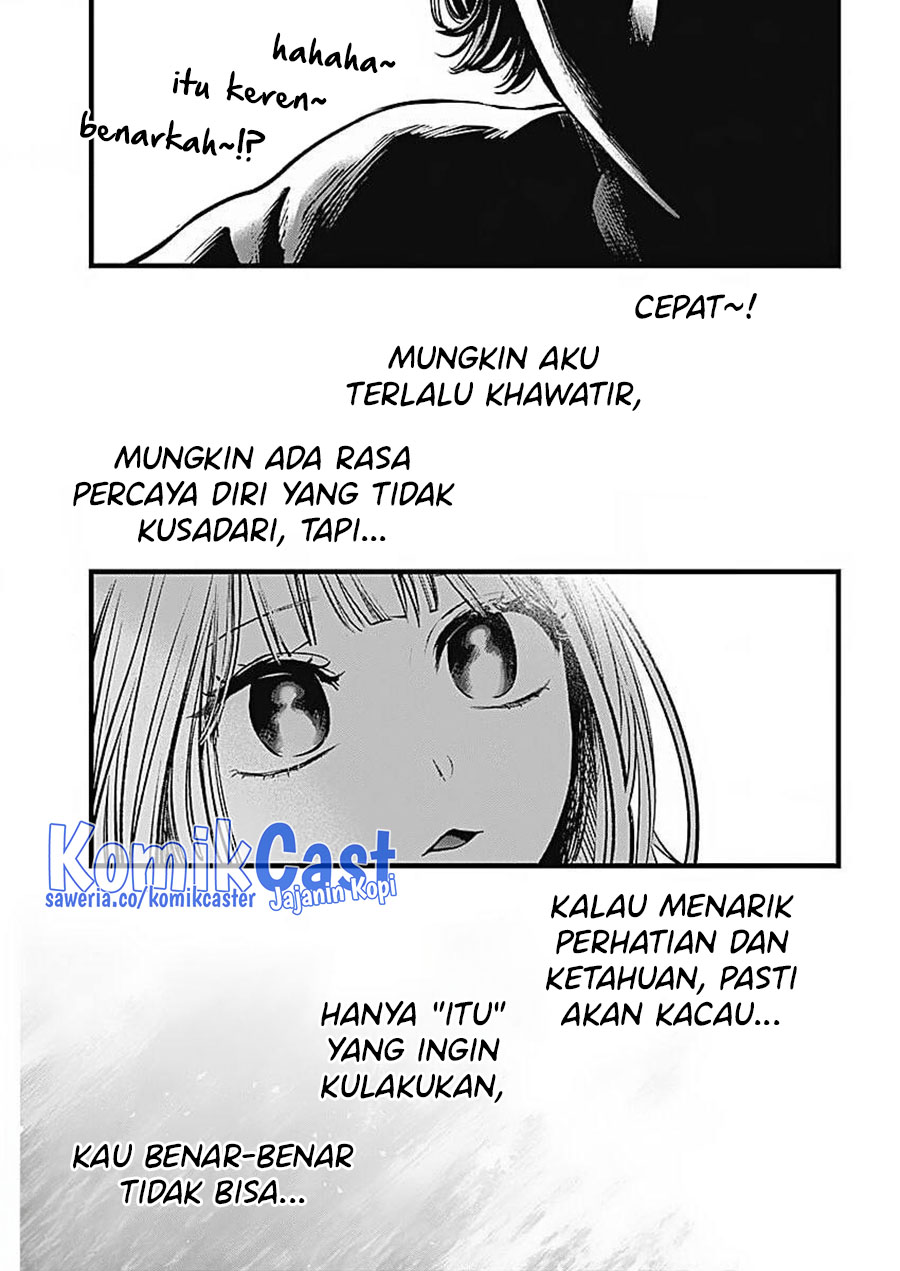 hahaha~
itu keren~
benarkah~!?
CEPAT~!
MUNGKIN AKU
TERLALU KHAWATIR,
MUNGKIN ADA RASA
PERCAYA DIRI YANG TIDAK
KUSADARI, TAPI...
KomikCast
saweria.co/komikcaster
Jajanin Kopi
KALAU MENARIK
PERHATIAN DAN
KETAHUAN, PASTI
AKAN KACAU...
HANYA "ITU"
YANG INGIN
KULAKUKAN,
KAU BENAR-BENAR
TIDAK BISA...